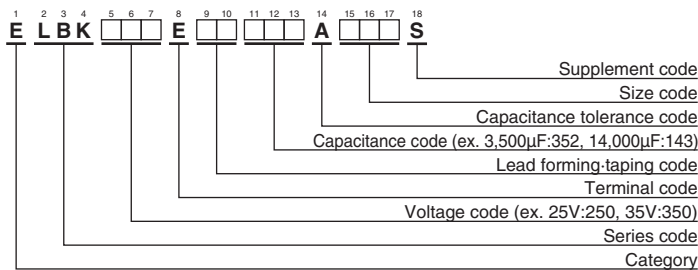 1 2 3 4 5 6 7 8 9 10 11 12 13 14 15 16 17 18
E L B K E A S
Supplement code
Size code
Capacitance tolerance code
Capacitance code (ex. 3,500µF:352, 14,000µF:143)
Lead forming·taping code
Terminal code
Voltage code (ex. 25V:250, 35V:350)
Series code
Category